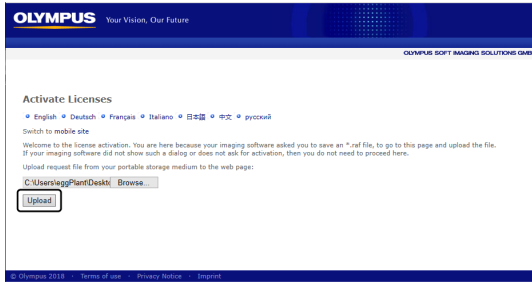 OLYMPUS Your Vision, Our Future
OLYMPUS SOFT IMAGING SOLUTIONS GMB
Activate Licenses
English Deutsch Français Italiano 日本語 中文 русский
Switch to mobile site
Welcome to the license activation. You are here because your imaging software asked you to save an *.raf file, to go to this page and upload the file.
If your imaging software did not show such a dialog or does not ask for activation, then you do not need to proceed here.
Upload request file from your portable storage medium to the web page:
C:\Users\eggPlant\Deskto Browse...
Upload
© Olympus 2018 · Terms of use · Privacy Notice · Imprint